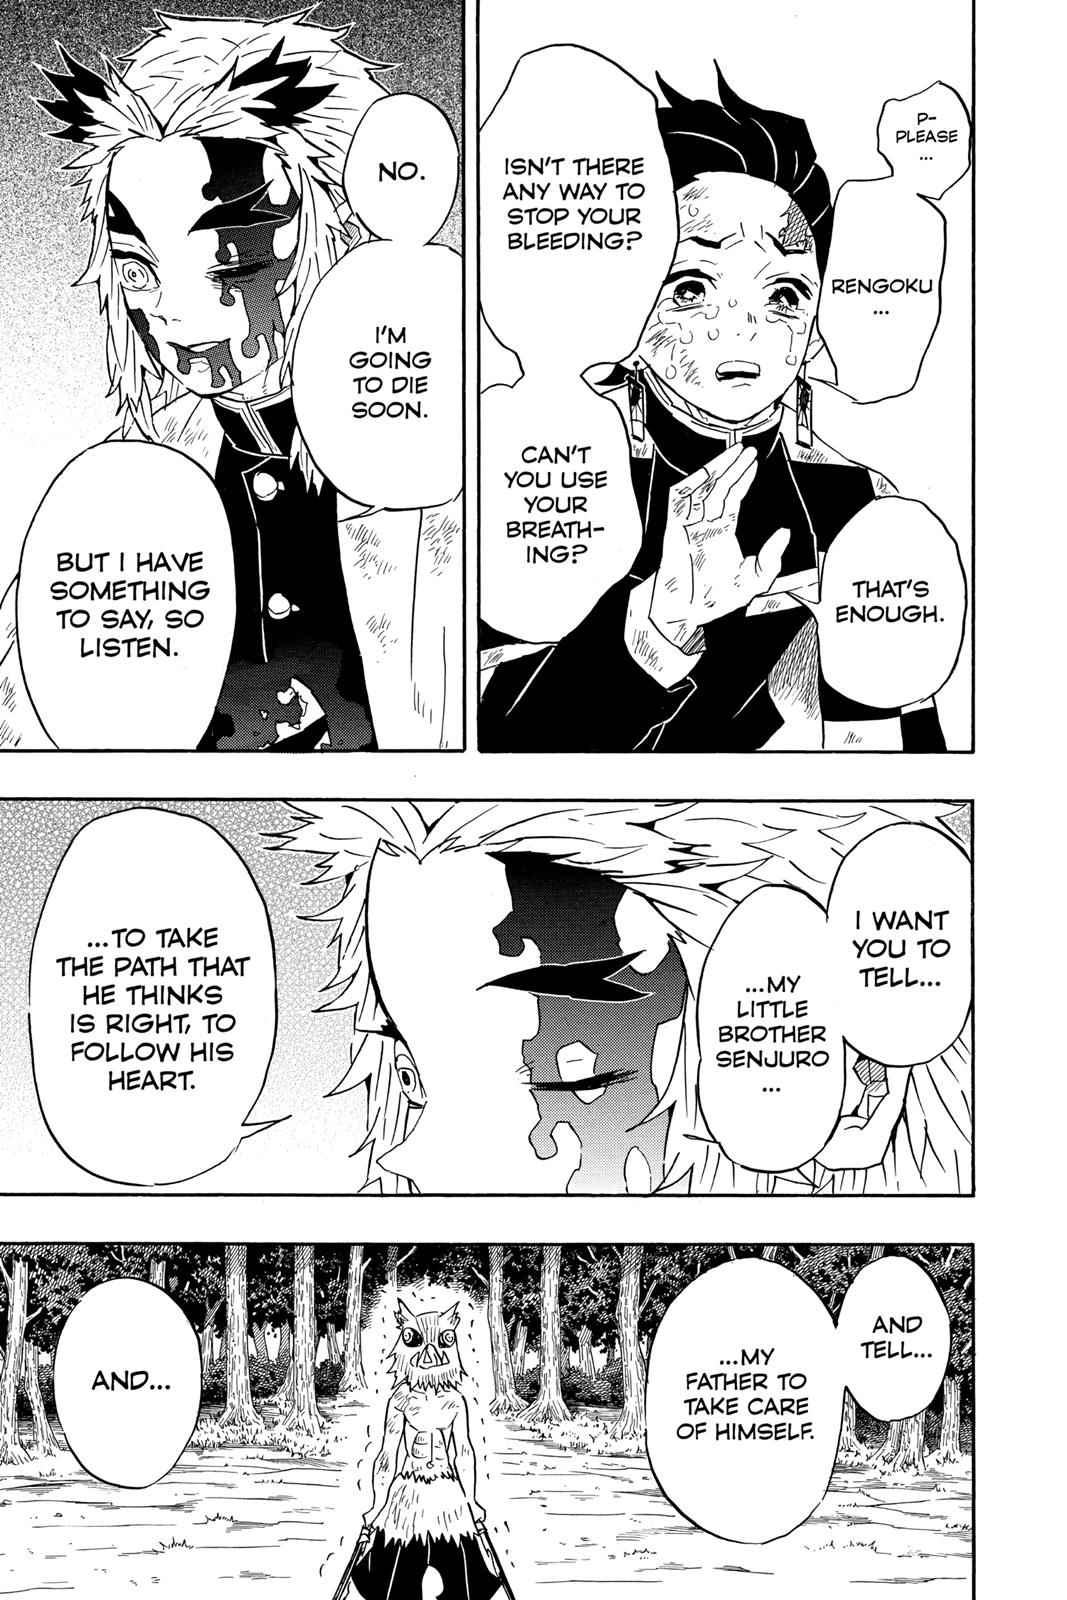 P-
PLEASE
...
RENGOKU
...
THAT'S
ENOUGH.
ISN'T THERE
ANY WAY TO
STOP YOUR
BLEEDING?
CAN'T
YOU USE
YOUR
BREATH-
ING?
NO.
I'M
GOING
TO DIE
SOON.
BUT I HAVE
SOMETHING
TO SAY, SO
LISTEN.
I WANT
YOU TO
TELL...
...MY
LITTLE
BROTHER
SENJURO
...
...TO TAKE
THE PATH THAT
HE THINKS
IS RIGHT, TO
FOLLOW HIS
HEART.
AND
TELL...
...MY
FATHER TO
TAKE CARE
OF HIMSELF.
AND...